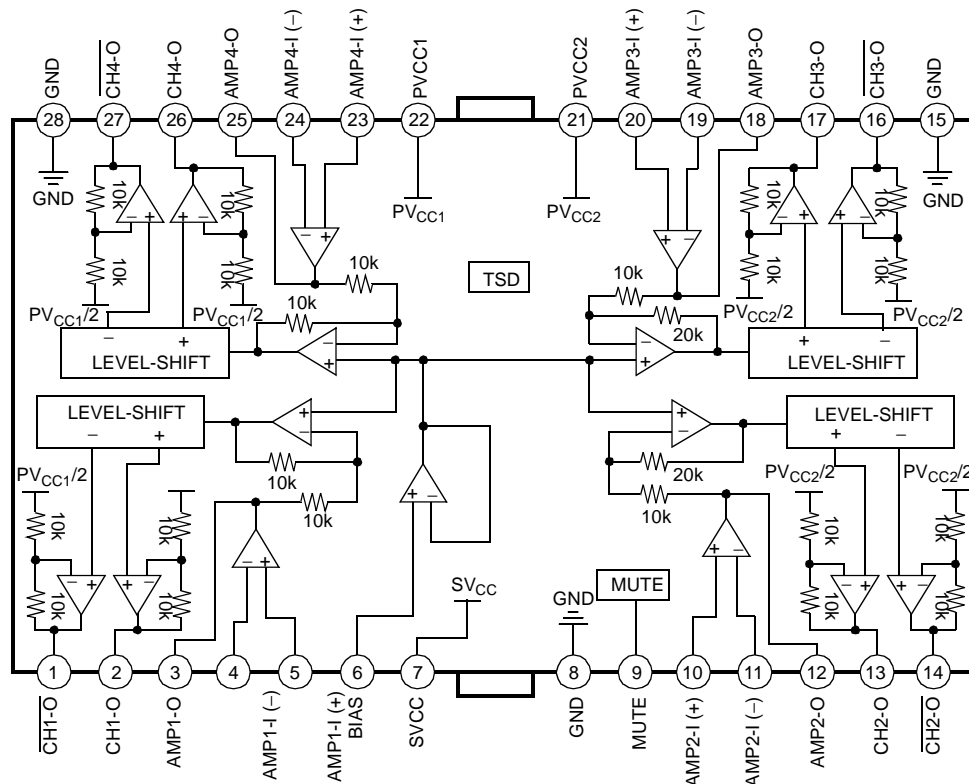 GND
CH4-O
CH4-O
AMP4-O
AMP4-I (–)
AMP4-I (+)
PVCC1
PVCC2
AMP3-I (+)
AMP3-I (–)
AMP3-O
CH3-O
CH3-O
GND
28
27
26
25
24
23
22
21
20
19
18
17
16
15
GND
PVCC1
PVCC2
GND
10k
10k
10k
10k
10k
10k
10k
10k
– +
+ –
– +
+ –
– +
+ –
10k
10k
TSD
10k
20k
PVCC1/2
PVCC1/2
PVCC2/2
PVCC2/2
– +
LEVEL-SHIFT
–
+
–
+
+ –
LEVEL-SHIFT
LEVEL-SHIFT
– +
+
–
+
–
LEVEL-SHIFT
+ –
10k
10k
+ –
20k
10k
PVCC1/2
PVCC2/2
PVCC2/2
10k
10k
10k
10k
10k
10k
10k
10k
– +
+ –
– +
+ –
– +
+ –
SVCC
GND
MUTE
1
2
3
4
5
6
7
8
9
10
11
12
13
14
CH1-O
CH1-O
AMP1-O
AMP1-I (–)
AMP1-I (+)
BIAS
SVCC
GND
MUTE
AMP2-I (+)
AMP2-I (–)
AMP2-O
CH2-O
CH2-O